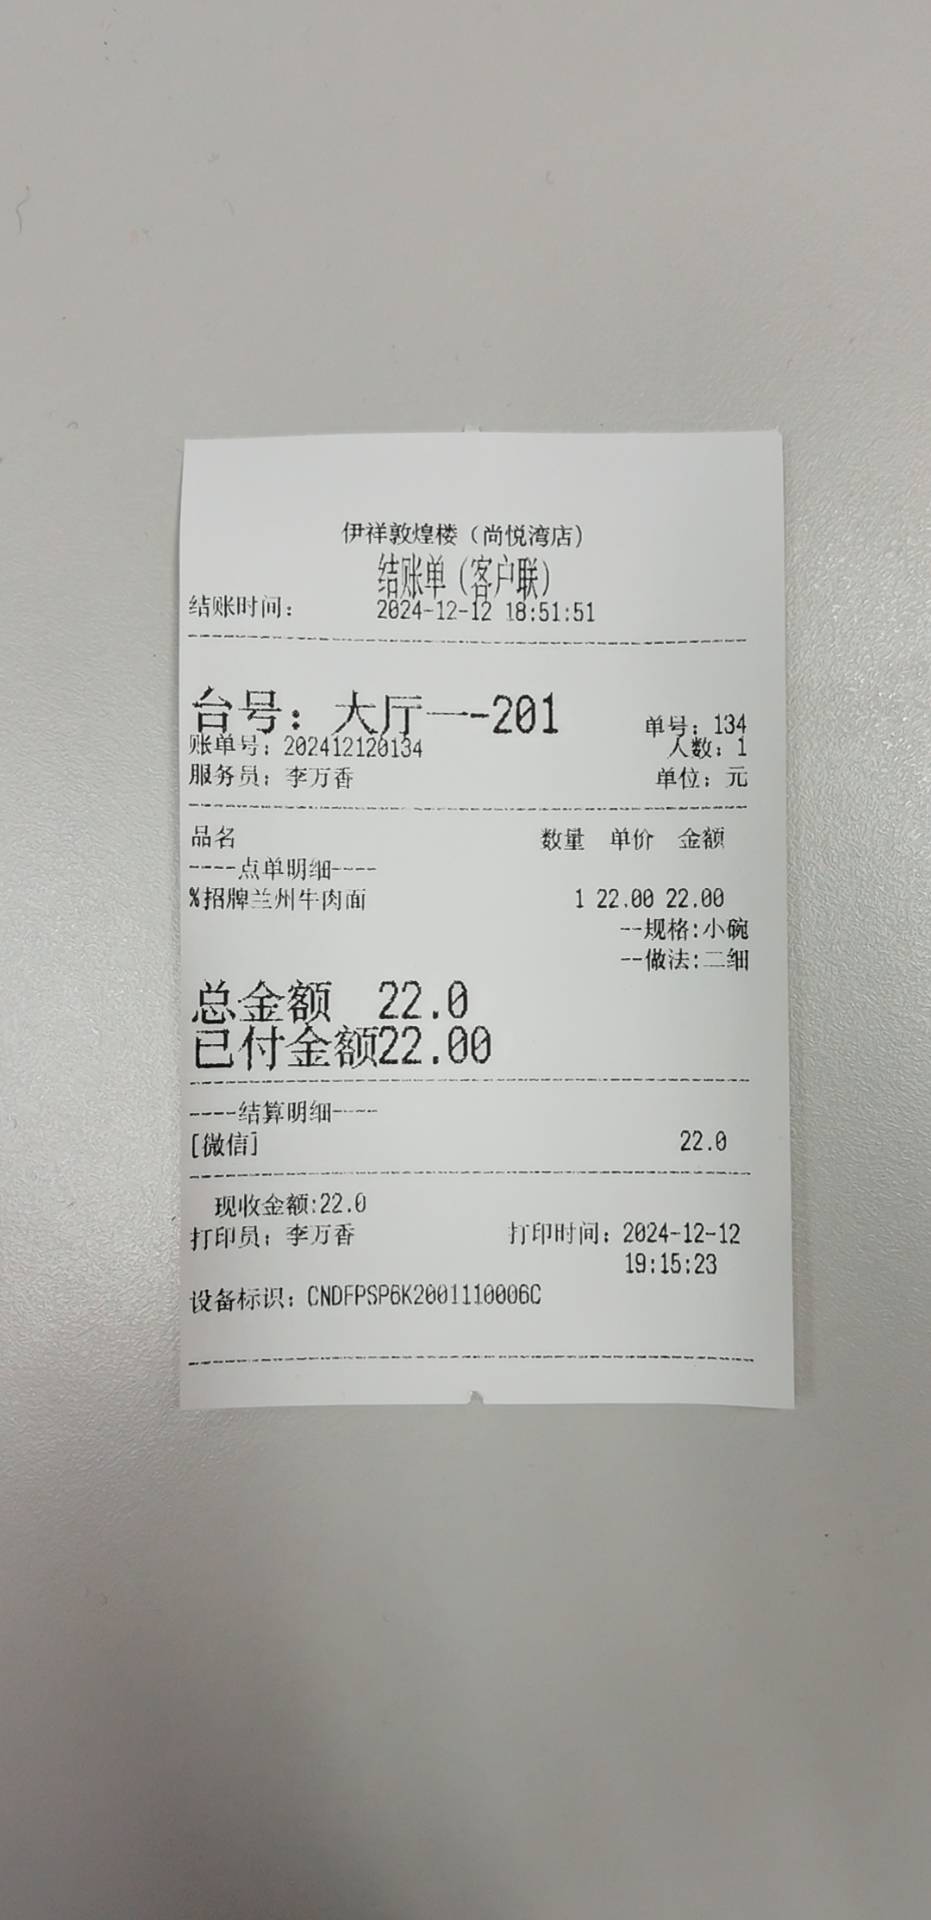 伊祥敦煌楼（尚悦湾店）
结账单（客户联）
结账时间： 2024-12-12 18:51:51
台号：大厅一-201 单号：134
账单号：202412120134 人数：1
服务员：李万香 单位：元
品名 数量 单价 金额
----点单明细----
%招牌兰州牛肉面 1 22.00 22.00
--规格:小碗
--做法:二细
总金额 22.0
已付金额22.00
----结算明细----
[微信] 22.0
现收金额:22.0
打印员：李万香 打印时间：2024-12-12
19:15:23
设备标识：CNDFPSP6K2001110006C